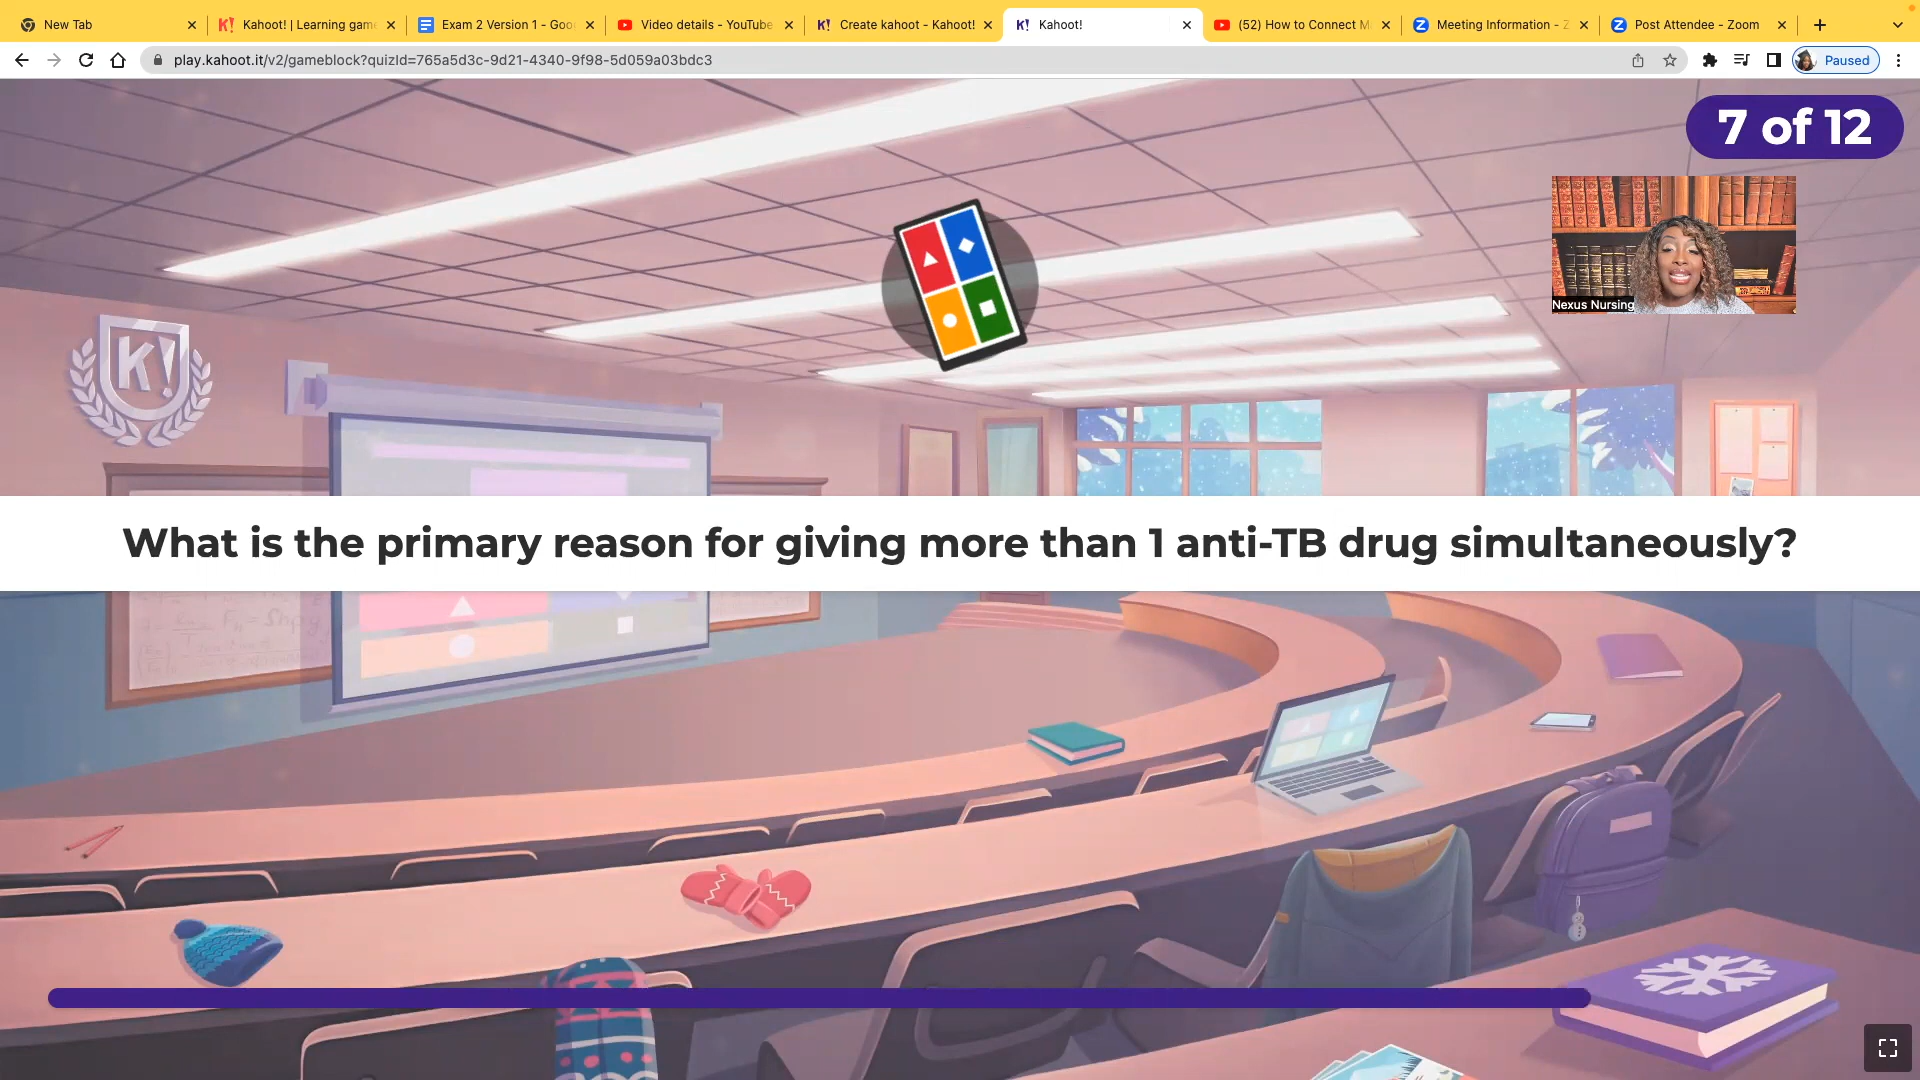 New Tab
Kahoot! | Learning gam
Exam 2 Version 1 - Goo
Video details - YouTube
Create kahoot - Kahoot!
Kahoot!
(52) How to Connect M
Meeting Information - Z
Post Attendee - Zoom
play.kahoot.it/v2/gameblock?quizId=765a5d3c-9d21-4340-9f98-5d059a03bdc3
Paused
7 of 12
Nexus Nursing
K!
What is the primary reason for giving more than 1 anti-TB drug simultaneously?